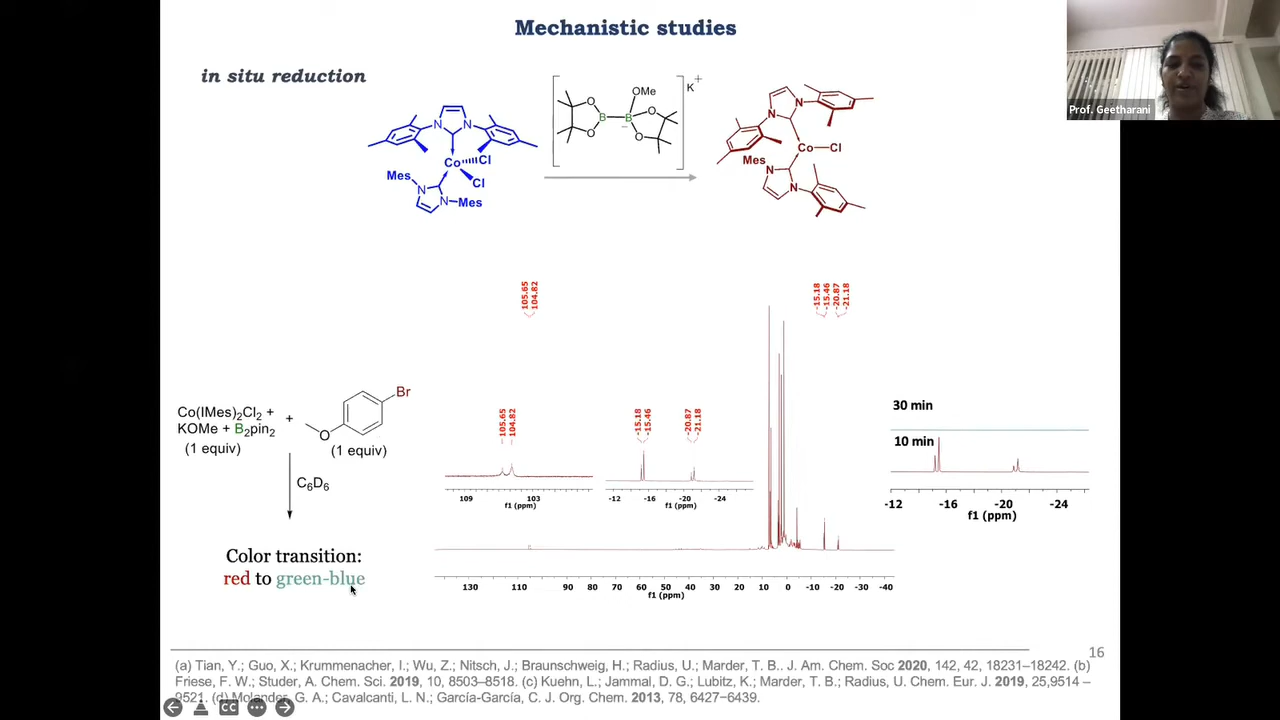 Mechanistic studies
Prof. Geetharani
in situ reduction
OMe
K+
B
B
O
O
O
O
N
N
Co
Cl
Cl
Mes
N
N
Mes
N
N
Co
Cl
Mes
N
N
105.65
104.82
-15.18
-15.46
-20.87
-21.18
Co(IMes)2Cl2 +
KOMe + B2pin2
(1 equiv)
+
Br
O
(1 equiv)
C6D6
Color transition:
red to green-blue
105.65
104.82
-15.18
-15.46
-20.87
-21.18
109 103
f1 (ppm)
-12 -16 -20 -24
f1 (ppm)
30 min
10 min
-12 -16 -20 -24
f1 (ppm)
130 110 90 80 70 60 50 40 30 20 10 0 -10 -20 -30 -40
f1 (ppm)
16
(a) Tian, Y.; Guo, X.; Krummenacher, I.; Wu, Z.; Nitsch, J.; Braunschweig, H.; Radius, U.; Marder, T. B.. J. Am. Chem. Soc 2020, 142, 42, 18231–18242. (b)
Friese, F. W.; Studer, A. Chem. Sci. 2019, 10, 8503–8518. (c) Kuehn, L.; Jammal, D. G.; Lubitz, K.; Marder, T. B.; Radius, U. Chem. Eur. J. 2019, 25,9514 –
9521. (d) Molander, G. A.; Cavalcanti, L. N.; García-García, C. J. Org. Chem. 2013, 78, 6427−6439.
CC